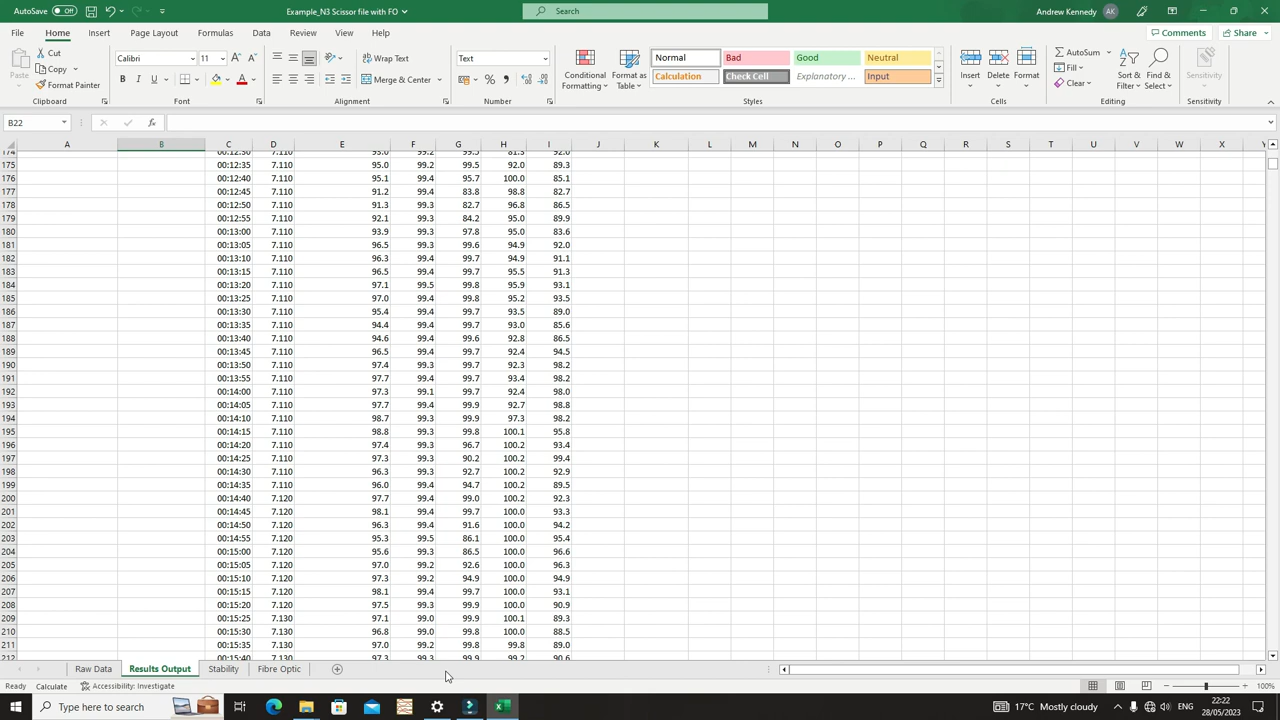 AutoSave Off Example_N3 Scissor file with FO Search Andrew Kennedy AK
File Home Insert Page Layout Formulas Data Review View Help Comments Share
Paste Cut Copy Format Painter Clipboard
Calibri 11 B I U Font
Wrap Text Merge & Center Alignment
Text % Number
Conditional Formatting Format as Table
Normal Bad Good Neutral
Calculation Check Cell Explanatory ... Input
Styles
Insert Delete Format Cells
AutoSum Fill Clear Sort & Filter Find & Select Editing
Sensitivity Sensitivity
B22 fx
A B C D E F G H I J K L M N O P Q R S T U V W X
174 00:12:30 7.110 95.0 99.2 99.5 81.3 92.0
175 00:12:35 7.110 95.0 99.2 99.5 92.0 89.3
176 00:12:40 7.110 95.1 99.4 95.7 100.0 85.1
177 00:12:45 7.110 91.2 99.4 83.8 98.8 82.7
178 00:12:50 7.110 91.3 99.3 82.7 96.8 86.5
179 00:12:55 7.110 92.1 99.3 84.2 95.0 89.9
180 00:13:00 7.110 93.9 99.3 97.8 95.0 83.6
181 00:13:05 7.110 96.5 99.3 99.6 94.9 92.0
182 00:13:10 7.110 96.3 99.4 99.7 94.9 91.1
183 00:13:15 7.110 96.5 99.4 99.7 95.5 91.3
184 00:13:20 7.110 97.1 99.5 99.8 95.9 93.1
185 00:13:25 7.110 97.0 99.4 99.8 95.2 93.5
186 00:13:30 7.110 95.4 99.4 99.7 93.5 89.0
187 00:13:35 7.110 94.4 99.4 99.7 93.0 85.6
188 00:13:40 7.110 94.6 99.4 99.6 92.8 86.5
189 00:13:45 7.110 96.5 99.4 99.7 92.4 94.5
190 00:13:50 7.110 97.4 99.3 99.7 92.3 98.2
191 00:13:55 7.110 97.7 99.4 99.7 93.4 98.2
192 00:14:00 7.110 97.3 99.1 99.7 92.4 98.0
193 00:14:05 7.110 97.7 99.4 99.9 92.7 98.8
194 00:14:10 7.110 98.7 99.3 99.9 97.3 98.2
195 00:14:15 7.110 98.8 99.3 99.8 100.1 95.8
196 00:14:20 7.110 97.4 99.3 96.7 100.2 93.4
197 00:14:25 7.110 97.3 99.3 90.2 100.2 99.4
198 00:14:30 7.110 96.3 99.3 92.7 100.2 92.9
199 00:14:35 7.110 96.0 99.4 94.7 100.2 89.5
200 00:14:40 7.120 97.7 99.4 99.0 100.2 92.3
201 00:14:45 7.120 98.1 99.4 99.7 100.0 93.3
202 00:14:50 7.120 96.3 99.4 91.6 100.0 94.2
203 00:14:55 7.120 95.3 99.5 86.1 100.0 95.4
204 00:15:00 7.120 95.6 99.3 86.5 100.0 96.6
205 00:15:05 7.120 97.0 99.2 92.6 100.0 96.3
206 00:15:10 7.120 97.3 99.2 94.9 100.0 94.9
207 00:15:15 7.120 98.1 99.4 99.7 100.0 93.1
208 00:15:20 7.120 97.5 99.3 99.9 100.0 90.9
209 00:15:25 7.130 97.1 99.0 99.9 100.1 89.3
210 00:15:30 7.130 96.8 99.0 99.8 100.0 88.5
211 00:15:35 7.130 97.0 99.2 99.8 99.8 89.0
212 00:15:40 7.130 97.3 99.3 99.9 99.2 90.6
Raw Data Results Output Stability Fibre Optic
Ready Calculate Accessibility: Investigate 100%
Type here to search 17°C Mostly cloudy ENG 22:22
28/05/2023